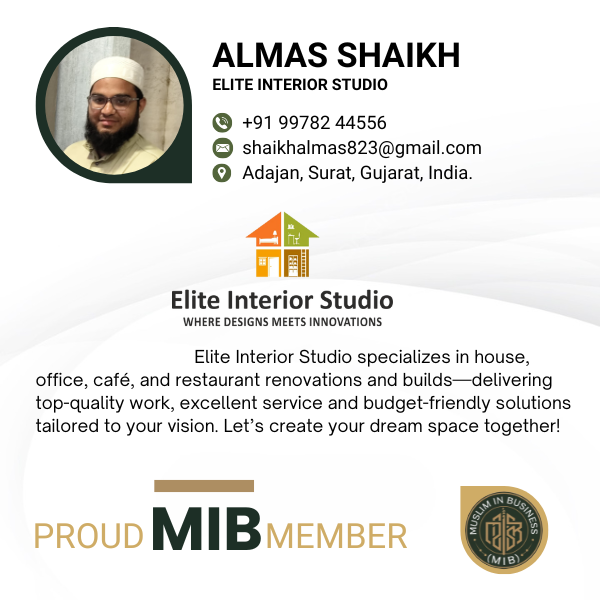 ALMAS SHAIKH
ELITE INTERIOR STUDIO
+91 99782 44556
shaikhalmas823@gmail.com
Adajan, Surat, Gujarat, India.
Elite Interior Studio
WHERE DESIGNS MEETS INNOVATIONS
Elite Interior Studio specializes in house,
office, café, and restaurant renovations and builds—delivering
top-quality work, excellent service and budget-friendly solutions
tailored to your vision. Let’s create your dream space together!
PROUD MIB MEMBER
MUSLIM IN BUSINESS
(MIB)